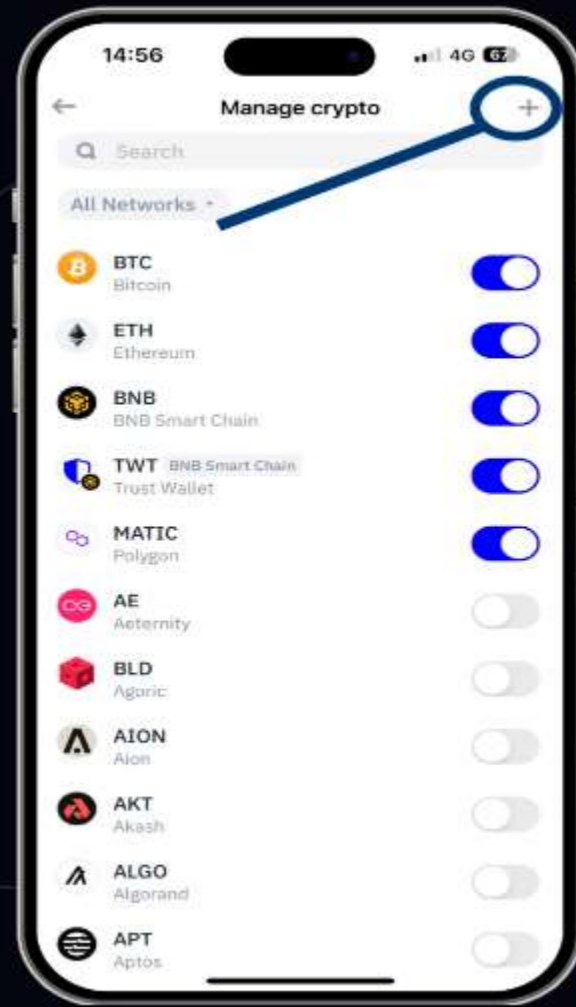 14:56
4G 67
Manage crypto
Search
All Networks
BTC
Bitcoin
ETH
Ethereum
BNB
BNB Smart Chain
TWT BNB Smart Chain
Trust Wallet
MATIC
Polygon
AE
Aeternity
BLD
Agoric
AION
Aion
AKT
Akash
ALGO
Algorand
APT
Aptos